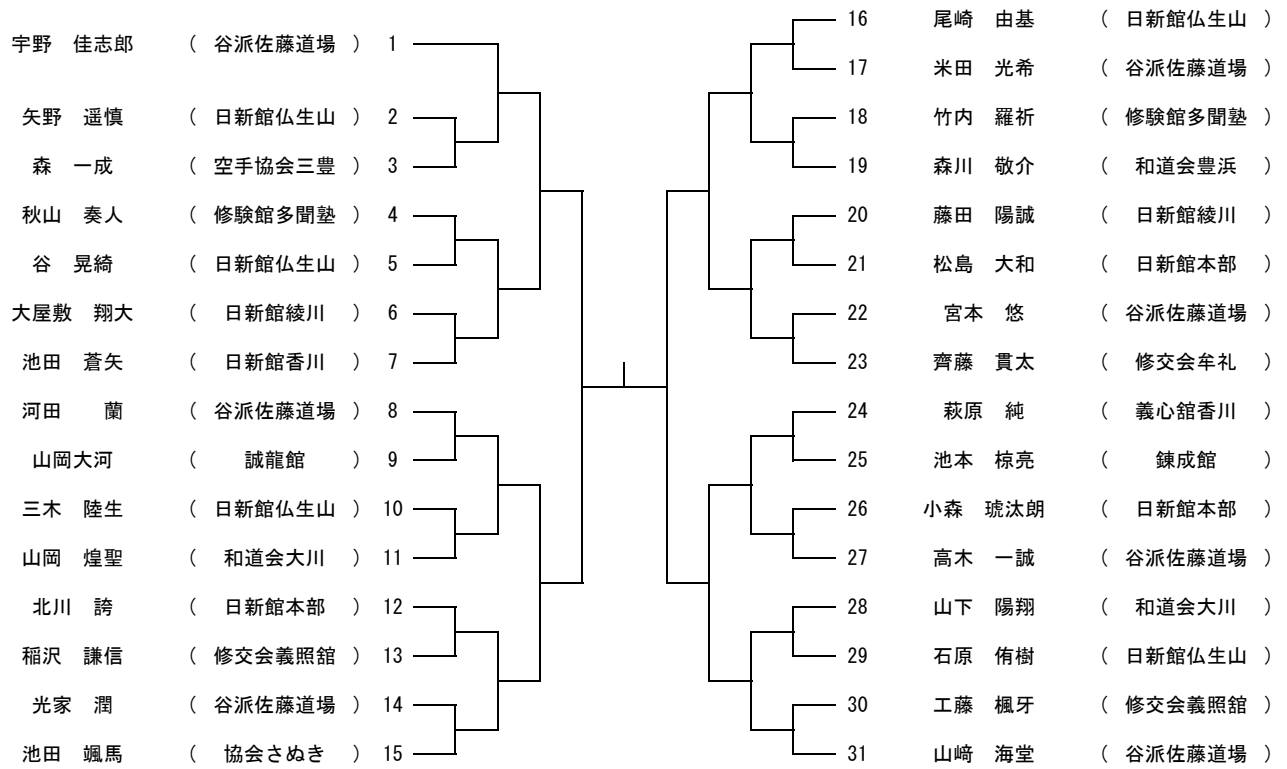 宇野　佳志郎 （ 谷派佐藤道場 ） 1
矢野　遥慎 （ 日新館仏生山 ） 2
森　一成 （ 空手協会三豊 ） 3
秋山　奏人 （ 修験館多聞塾 ） 4
谷　晃綺 （ 日新館仏生山 ） 5
大屋敷　翔大 （ 日新館綾川 ） 6
池田　蒼矢 （ 日新館香川 ） 7
河田　　蘭 （ 谷派佐藤道場 ） 8
山岡大河 （ 誠龍館 ） 9
三木　陸生 （ 日新館仏生山 ） 10
山岡　煌聖 （ 和道会大川 ） 11
北川　誇 （ 日新館本部 ） 12
稲沢　謙信 （ 修交会義照舘 ） 13
光家　潤 （ 谷派佐藤道場 ） 14
池田　颯馬 （ 協会さぬき ） 15
16 尾崎　由基 （ 日新館仏生山 ）
17 米田　光希 （ 谷派佐藤道場 ）
18 竹内　羅祈 （ 修験館多聞塾 ）
19 森川　敬介 （ 和道会豊浜 ）
20 藤田　陽誠 （ 日新館綾川 ）
21 松島　大和 （ 日新館本部 ）
22 宮本　悠 （ 谷派佐藤道場 ）
23 齊藤　貫太 （ 修交会牟礼 ）
24 萩原　純 （ 義心舘香川 ）
25 池本　椋亮 （ 錬成館 ）
26 小森　琥汰朗 （ 日新館本部 ）
27 高木　一誠 （ 谷派佐藤道場 ）
28 山下　陽翔 （ 和道会大川 ）
29 石原　侑樹 （ 日新館仏生山 ）
30 工藤　楓牙 （ 修交会義照舘 ）
31 山﨑　海堂 （ 谷派佐藤道場 ）